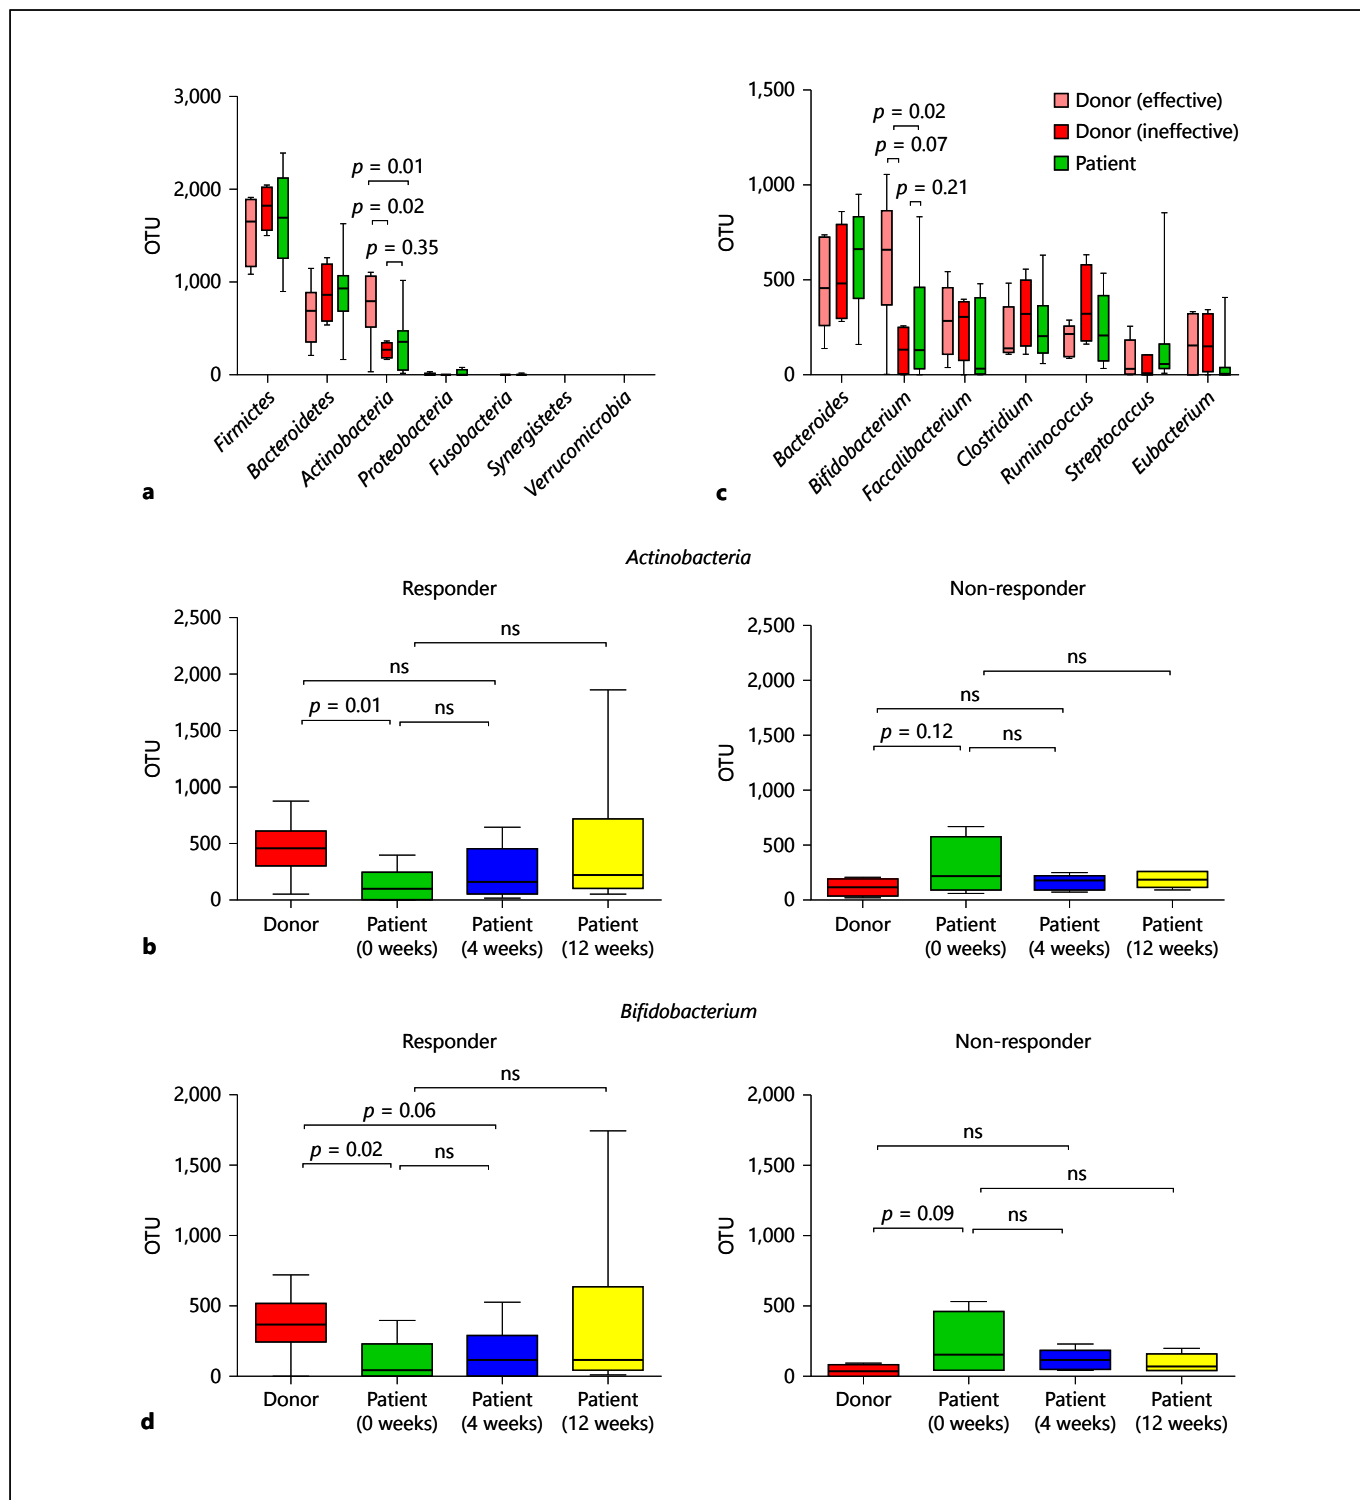 3,000
2,000
1,000
0
OTU
p = 0.01
p = 0.02
p = 0.35
Firmictes
Bacteroidetes
Actinobacteria
Proteobacteria
Fusobacteria
Synergistetes
Verrucomicrobia
a
1,500
1,000
500
0
OTU
p = 0.02
p = 0.07
p = 0.21
Donor (effective)
Donor (ineffective)
Patient
Bacteroides
Bifidobacterium
Faccalibacterium
Clostridium
Ruminococcus
Streptocaccus
Eubacterium
c
Actinobacteria
Responder
2,500
2,000
1,500
1,000
500
0
OTU
ns
ns
p = 0.01
ns
Donor
Patient
(0 weeks)
Patient
(4 weeks)
Patient
(12 weeks)
b
Non-responder
2,500
2,000
1,500
1,000
500
0
OTU
ns
ns
p = 0.12
ns
Donor
Patient
(0 weeks)
Patient
(4 weeks)
Patient
(12 weeks)
Bifidobacterium
Responder
2,000
1,500
1,000
500
0
OTU
ns
p = 0.06
p = 0.02
ns
Donor
Patient
(0 weeks)
Patient
(4 weeks)
Patient
(12 weeks)
d
Non-responder
2,000
1,500
1,000
500
0
OTU
ns
ns
p = 0.09
ns
Donor
Patient
(0 weeks)
Patient
(4 weeks)
Patient
(12 weeks)